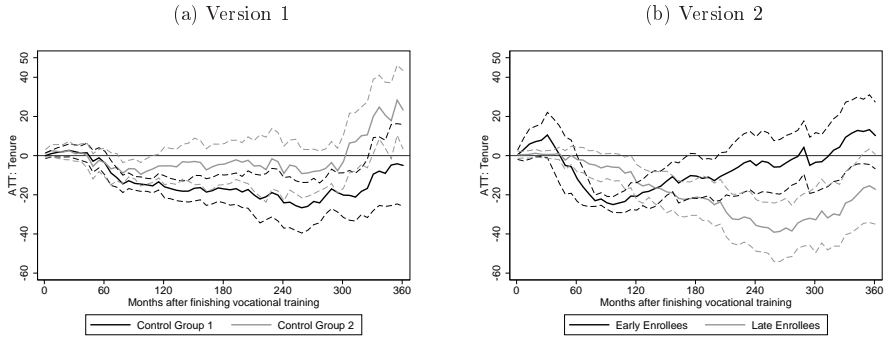 (a) Version 1
ATT: Tenure
50
40
20
0
-20
-40
-60
0 60 120 180 240 300 360
Months after finishing vocational training
Control Group 1 Control Group 2
(b) Version 2
ATT: Tenure
50
40
20
0
-20
-40
-60
0 60 120 180 240 300 360
Months after finishing vocational training
Early Enrollees Late Enrollees